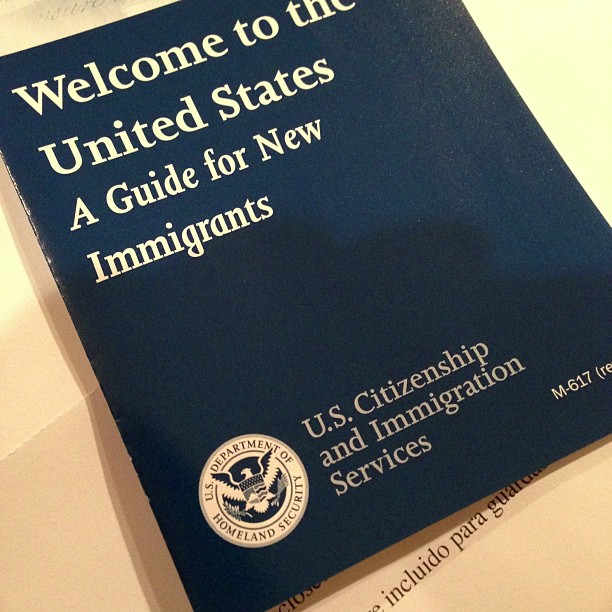 Welcome to the
United States
A Guide for New
Immigrants
U.S. Citizenship
and Immigration
Services
M-617 (re
U.S. DEPARTMENT OF
HOMELAND SECURITY
incluido para